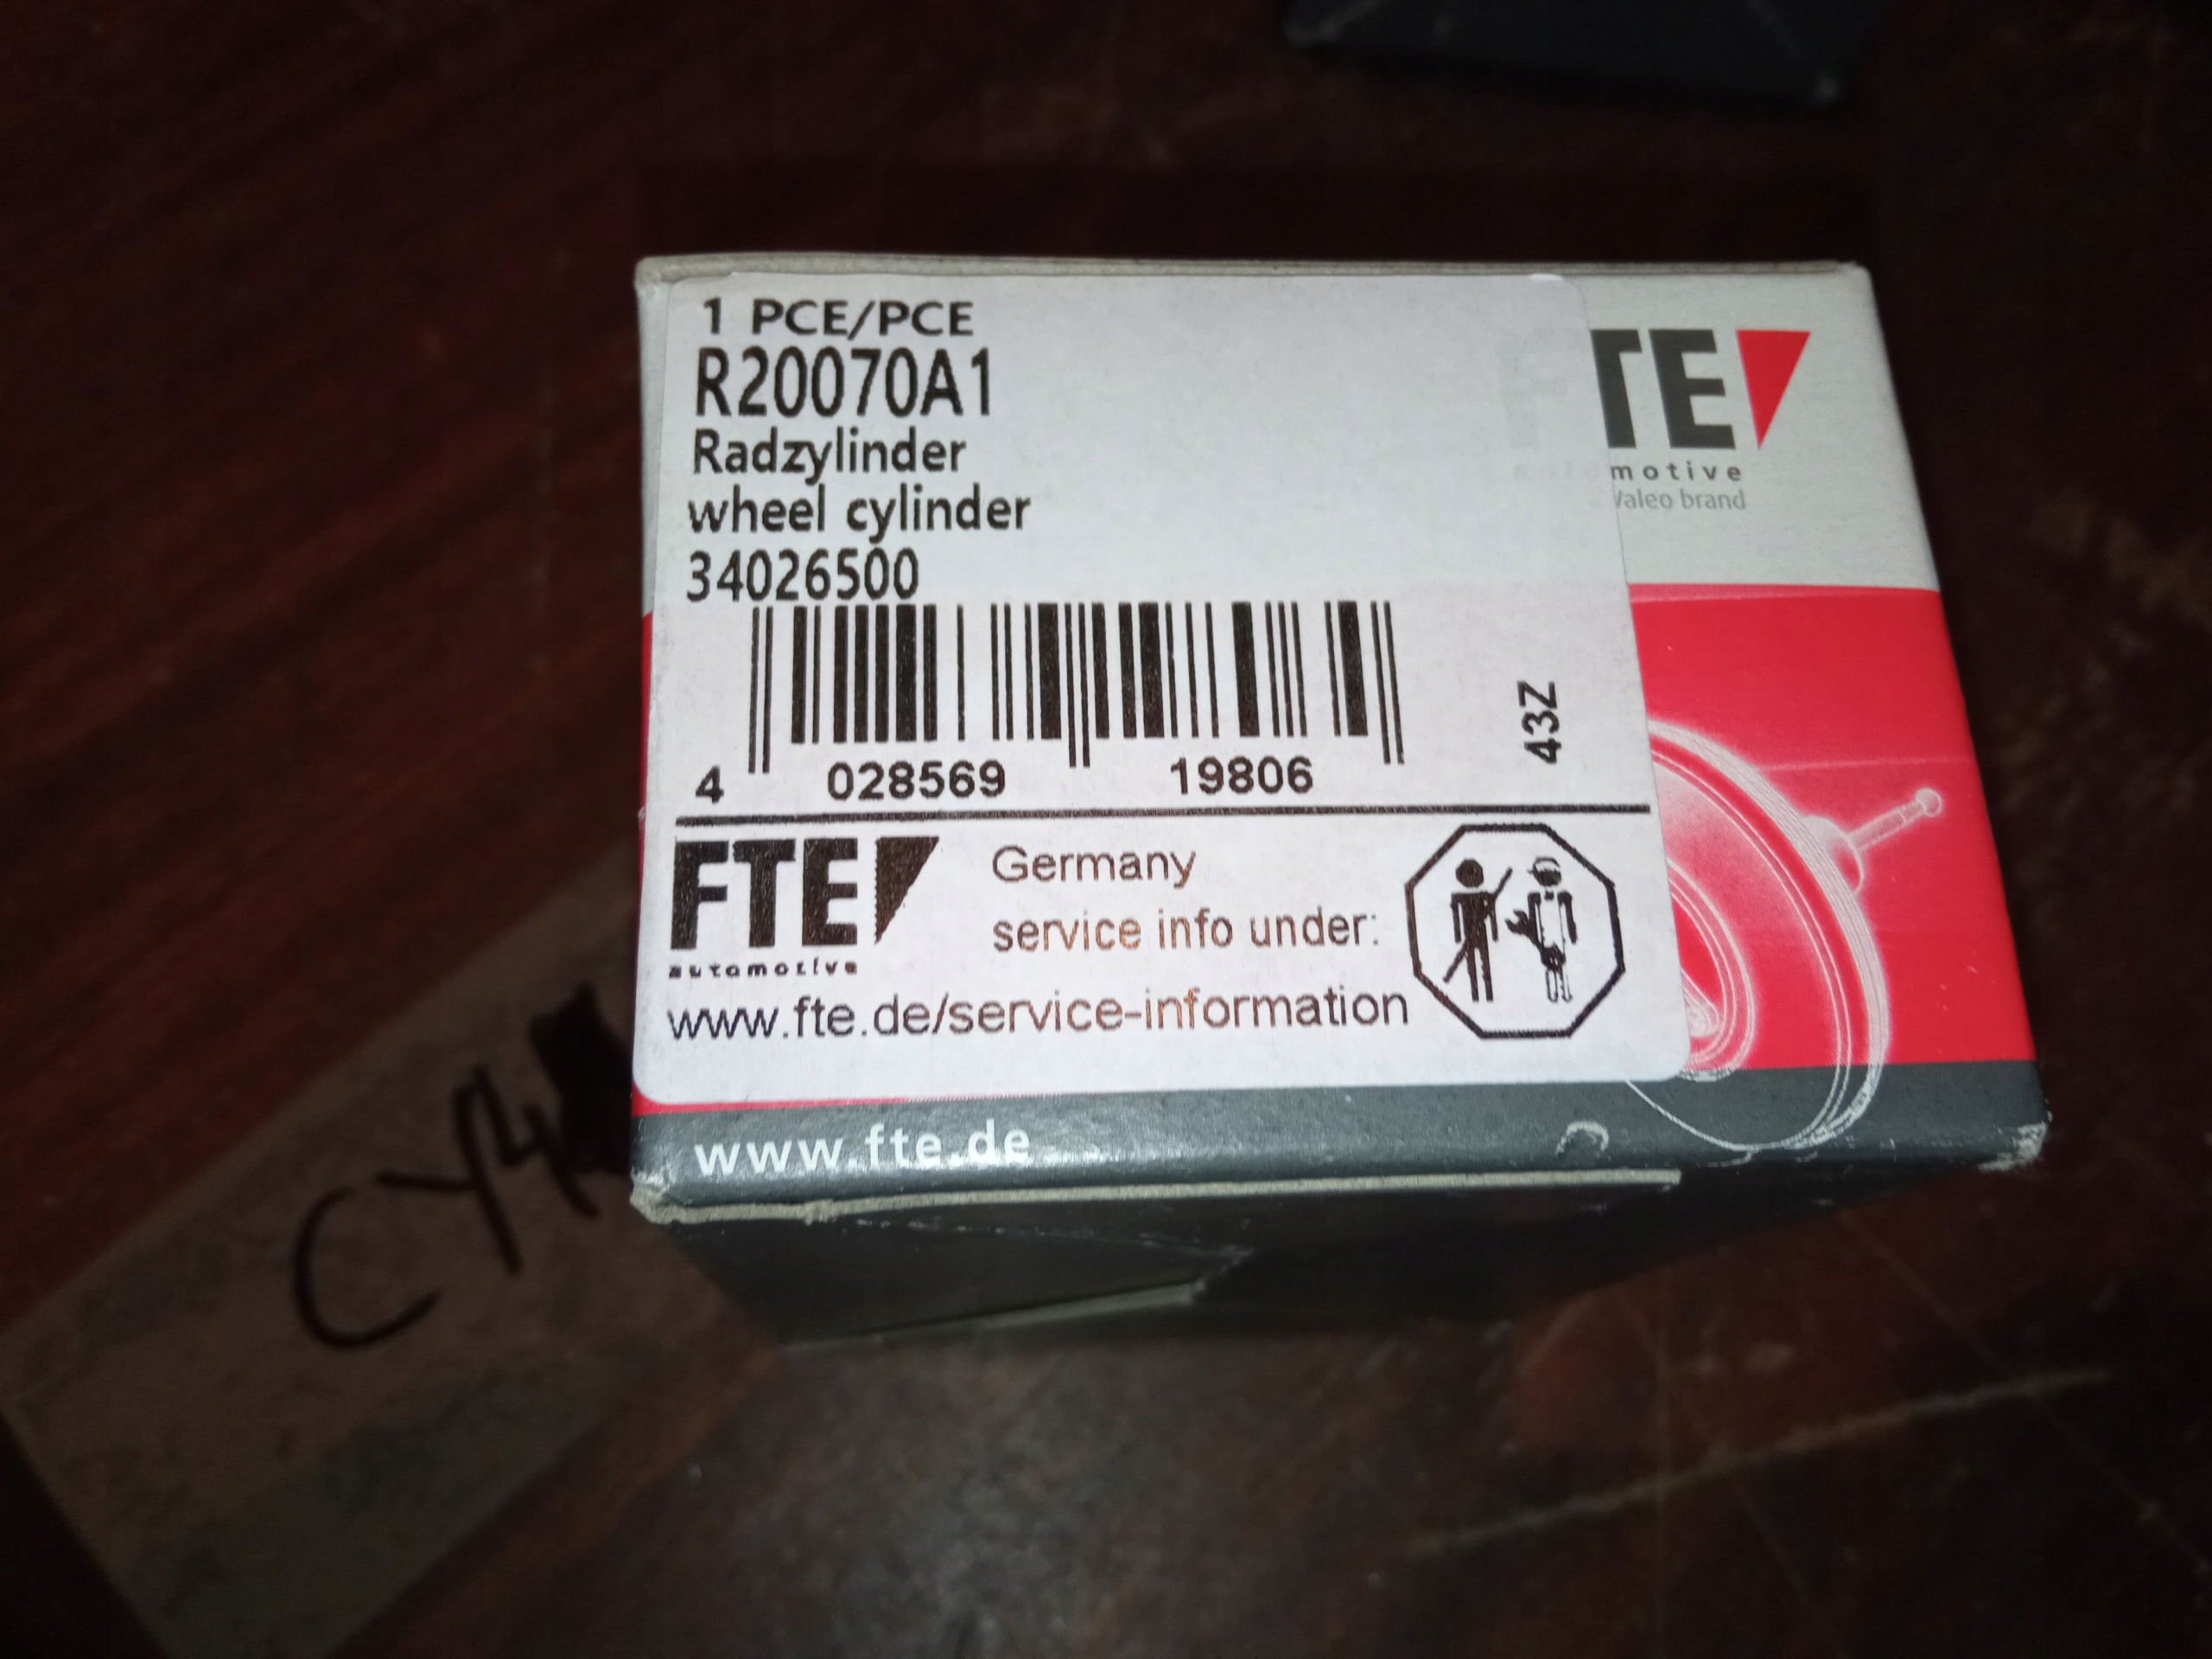 1 PCE/PCE
R20070A1
Radzylinder
wheel cylinder
34026500
4 028569 19806
43Z
FTE
automotive
Germany
service info under:
www.fte.de/service-information
TE
motive
Valeo brand
www.fte.de